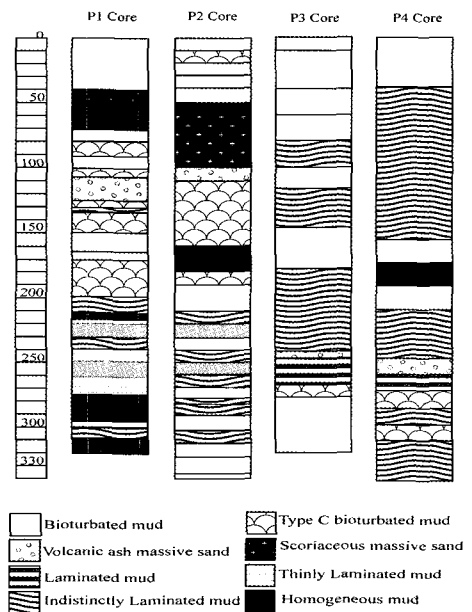 P1 Core P2 Core P3 Core P4 Core
0
50
100
150
200
250
300
330
Bioturbated mud
Type C bioturbated mud
Volcanic ash massive sand
Scoriaceous massive sand
Laminated mud
Thinly Laminated mud
Indistinctly Laminated mud
Homogeneous mud